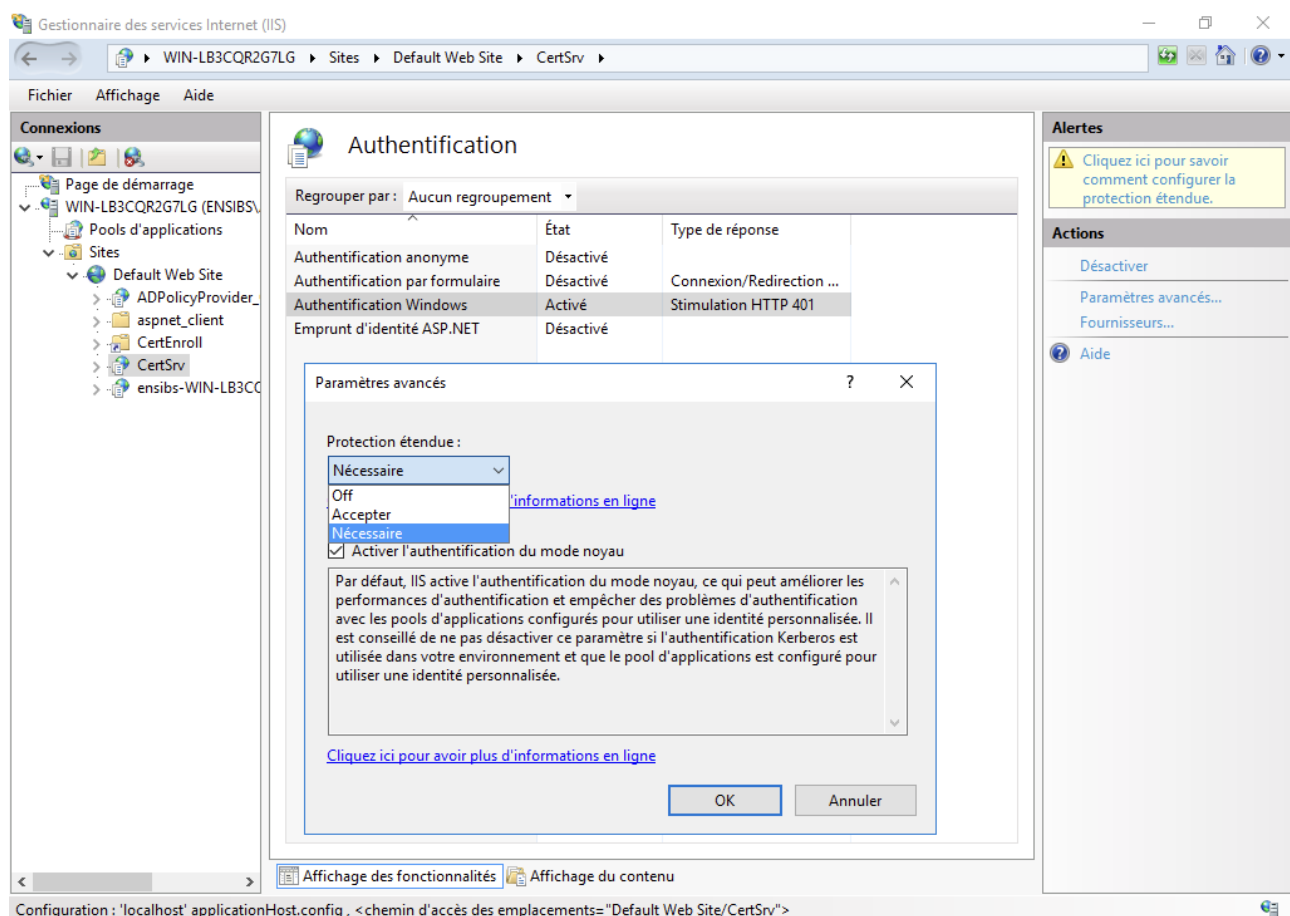 Gestionnaire des services Internet (IIS)
WIN-LB3CQR2G7LG Sites Default Web Site CertSrv
Fichier Affichage Aide
Connexions
Page de démarrage
WIN-LB3CQR2G7LG (ENSIBS\
Pools d'applications
Sites
Default Web Site
ADPolicyProvider_
aspnet_client
CertEnroll
CertSrv
ensibs-WIN-LB3CC
Authentification
Regrouper par : Aucun regroupement
Nom État Type de réponse
Authentification anonyme Désactivé
Authentification par formulaire Désactivé Connexion/Redirection ...
Authentification Windows Activé Stimulation HTTP 401
Emprunt d'identité ASP.NET Désactivé
Paramètres avancés ?
Protection étendue :
Nécessaire
Off
Accepter
Nécessaire
'informations en ligne
Activer l'authentification du mode noyau
Par défaut, IIS active l'authentification du mode noyau, ce qui peut améliorer les
performances d'authentification et empêcher des problèmes d'authentification
avec les pools d'applications configurés pour utiliser une identité personnalisée. Il
est conseillé de ne pas désactiver ce paramètre si l'authentification Kerberos est
utilisée dans votre environnement et que le pool d'applications est configuré pour
utiliser une identité personnalisée.
Cliquez ici pour avoir plus d'informations en ligne
OK Annuler
Affichage des fonctionnalités Affichage du contenu
Alertes
Cliquez ici pour savoir
comment configurer la
protection étendue.
Actions
Désactiver
Paramètres avancés...
Fournisseurs...
Aide
Configuration : 'localhost' applicationHost.config , <chemin d'accès des emplacements="Default Web Site/CertSrv">